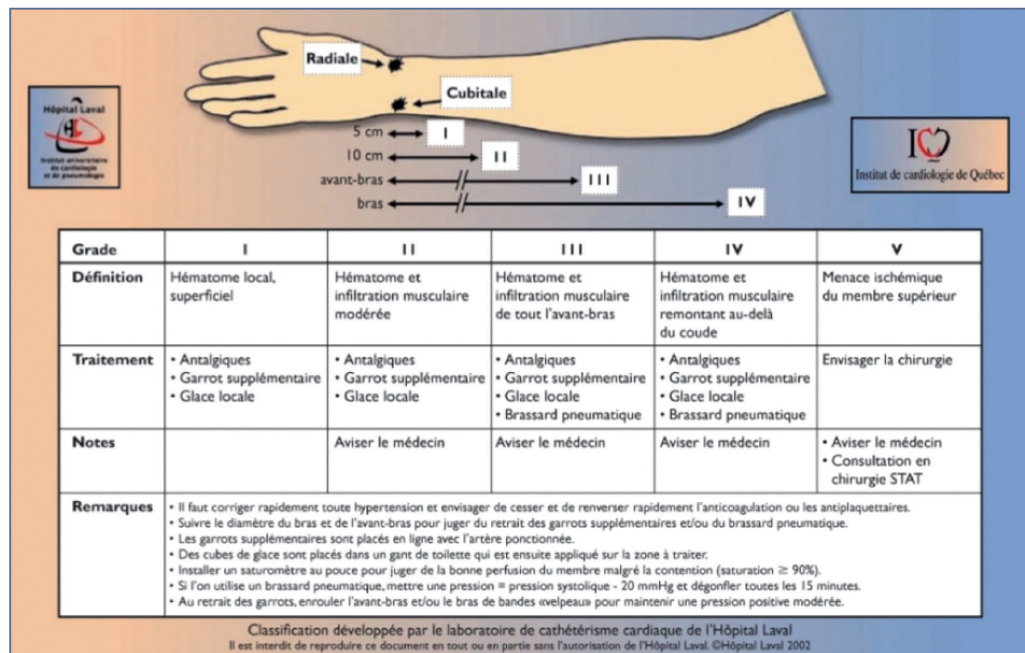 Radiale
Cubitale
Hôpital Laval
Institut universitaire
de cardiologie
et de pneumologie
Institut de cardiologie de Québec
5 cm I
10 cm II
avant-bras III
bras IV
Grade I II III IV V
Définition
Hématome local,
superficiel
Hématome et
infiltration musculaire
modérée
Hématome et
infiltration musculaire
de tout l'avant-bras
Hématome et
infiltration musculaire
remontant au-delà
du coude
Menace ischémique
du membre supérieur
Traitement
• Antalgiques
• Garrot supplémentaire
• Glace locale
• Antalgiques
• Garrot supplémentaire
• Glace locale
• Antalgiques
• Garrot supplémentaire
• Glace locale
• Brassard pneumatique
• Antalgiques
• Garrot supplémentaire
• Glace locale
• Brassard pneumatique
Envisager la chirurgie
Notes
Aviser le médecin
Aviser le médecin
Aviser le médecin
• Aviser le médecin
• Consultation en
chirurgie STAT
Remarques
• Il faut corriger rapidement toute hypertension et envisager de cesser et de renverser rapidement l'anticoagulation ou les antiplaquettaires.
• Suivre le diamètre du bras et de l'avant-bras pour juger du retrait des garrots supplémentaires et/ou du brassard pneumatique.
• Les garrots supplémentaires sont placés en ligne avec l'artère ponctionnée.
• Des cubes de glace sont placés dans un gant de toilette qui est ensuite appliqué sur la zone à traiter.
• Installer un saturomètre au pouce pour juger de la bonne perfusion du membre malgré la contention (saturation ≥ 90%).
• Si l'on utilise un brassard pneumatique, mettre une pression = pression systolique - 20 mmHg et dégonfler toutes les 15 minutes.
• Au retrait des garrots, enrouler l'avant-bras et/ou le bras de bandes «velpeau» pour maintenir une pression positive modérée.
Classification développée par le laboratoire de cathétérisme cardiaque de l'Hôpital Laval
Il est interdit de reproduire ce document en tout ou en partie sans l'autorisation de l'Hôpital Laval. ©Hôpital Laval 2002